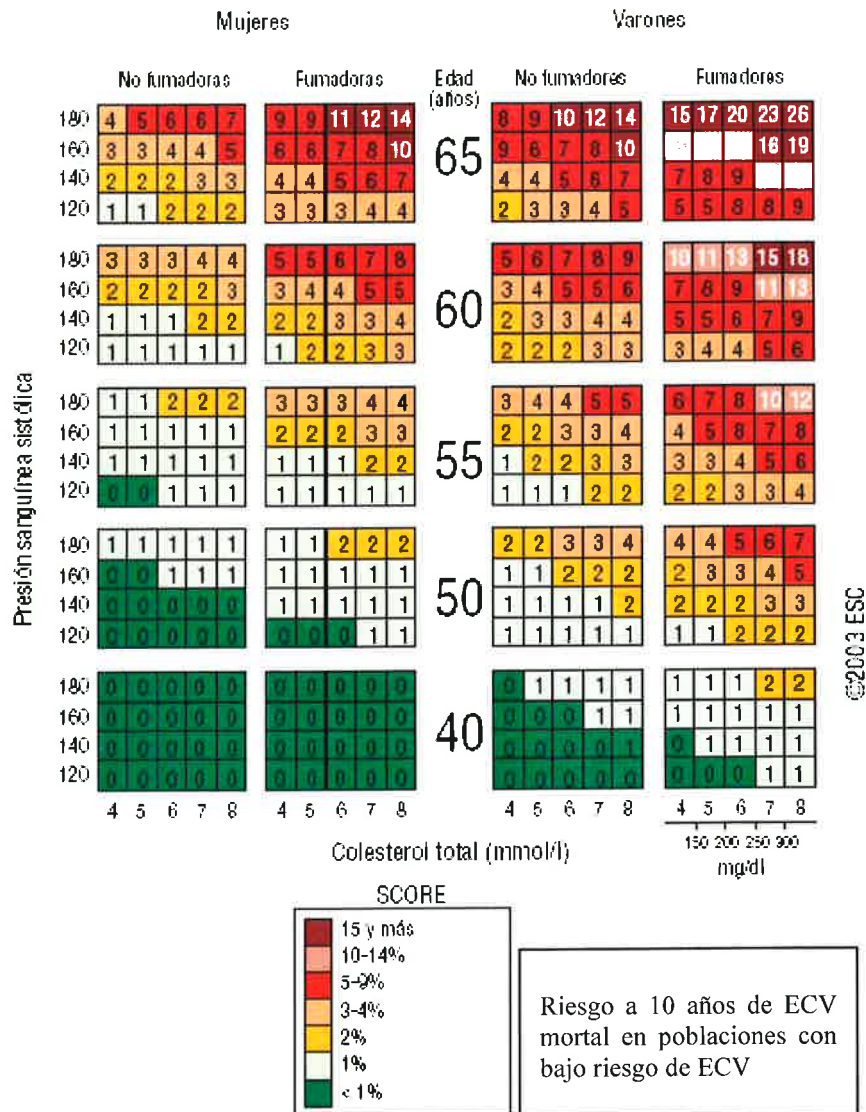 Mujeres Varones
No fumadoras Fumadoras Edad (años) No fumadores Fumadores
Presión sanguínea sistólica
65
180 4 5 6 6 7 9 9 11 12 14 8 9 10 12 14 15 17 20 23 26
160 3 3 4 4 5 6 6 7 8 10 9 6 7 8 10 16 19
140 2 2 2 3 3 4 4 5 6 7 4 4 5 6 7 7 8 9
120 1 1 2 2 2 3 3 3 4 4 2 3 3 4 5 5 5 8 8 9
60
180 3 3 3 4 4 5 5 6 7 8 5 6 7 8 9 10 11 13 15 18
160 2 2 2 2 3 3 4 4 5 5 3 4 5 5 6 7 8 9 11 13
140 1 1 1 2 2 2 2 3 3 4 2 3 3 4 4 5 5 6 7 9
120 1 1 1 1 1 1 2 2 3 3 2 2 2 3 3 3 4 4 5 6
55
180 1 1 2 2 2 3 3 3 4 4 3 4 4 5 5 6 7 8 10 12
160 1 1 1 1 1 2 2 2 3 3 2 2 3 3 4 4 5 8 7 8
140 1 1 1 1 1 1 1 1 2 2 1 2 2 3 3 3 3 4 5 6
120 0 0 1 1 1 1 1 1 1 1 1 1 1 2 2 2 2 3 3 4
50
180 1 1 1 1 1 1 1 2 2 2 2 2 3 3 4 4 4 5 6 7
160 0 0 1 1 1 1 1 1 1 1 1 1 2 2 2 2 3 3 4 5
140 0 0 0 0 0 1 1 1 1 1 1 1 1 1 2 2 2 2 3 3
120 0 0 0 0 0 0 0 0 1 1 1 1 1 1 1 1 1 2 2 2
40
180 0 0 0 0 0 0 0 0 0 0 0 1 1 1 1 1 1 1 2 2
160 0 0 0 0 0 0 0 0 0 0 0 0 0 1 1 1 1 1 1 1
140 0 0 0 0 0 0 0 0 0 0 0 0 0 0 1 0 1 1 1 1
120 0 0 0 0 0 0 0 0 0 0 0 0 0 0 0 0 0 0 1 1
4 5 6 7 8 4 5 6 7 8 4 5 6 7 8 4 5 6 7 8
150 200 250 300
mg/dl
Colesterol total (mmol/l)
©2003 ESC
SCORE
15 y más
10-14%
5-9%
3-4%
2%
1%
< 1%
Riesgo a 10 años de ECV
mortal en poblaciones con
bajo riesgo de ECV